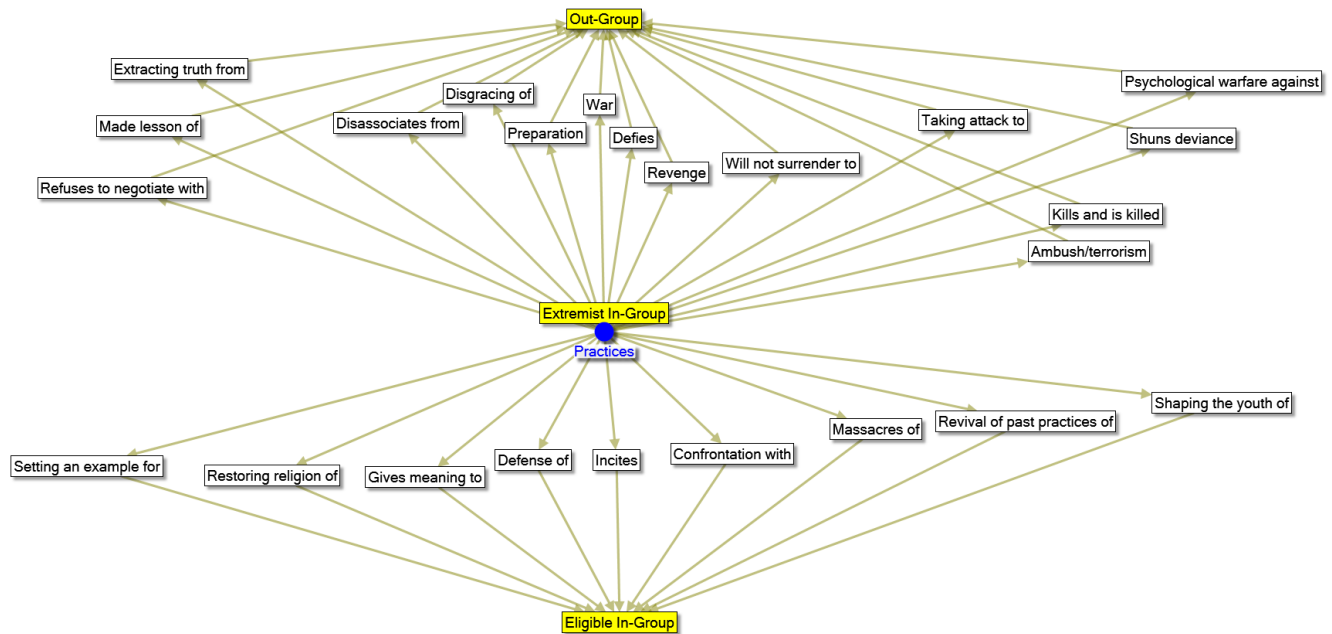 Out-Group
Extracting truth from
Psychological warfare against
Disgracing of
War
Made lesson of
Disassociates from
Preparation
Defies
Taking attack to
Shuns deviance
Revenge
Will not surrender to
Refuses to negotiate with
Kills and is killed
Ambush/terrorism
Extremist In-Group
Practices
Shaping the youth of
Revival of past practices of
Massacres of
Setting an example for
Restoring religion of
Gives meaning to
Defense of
Incites
Confrontation with
Eligible In-Group